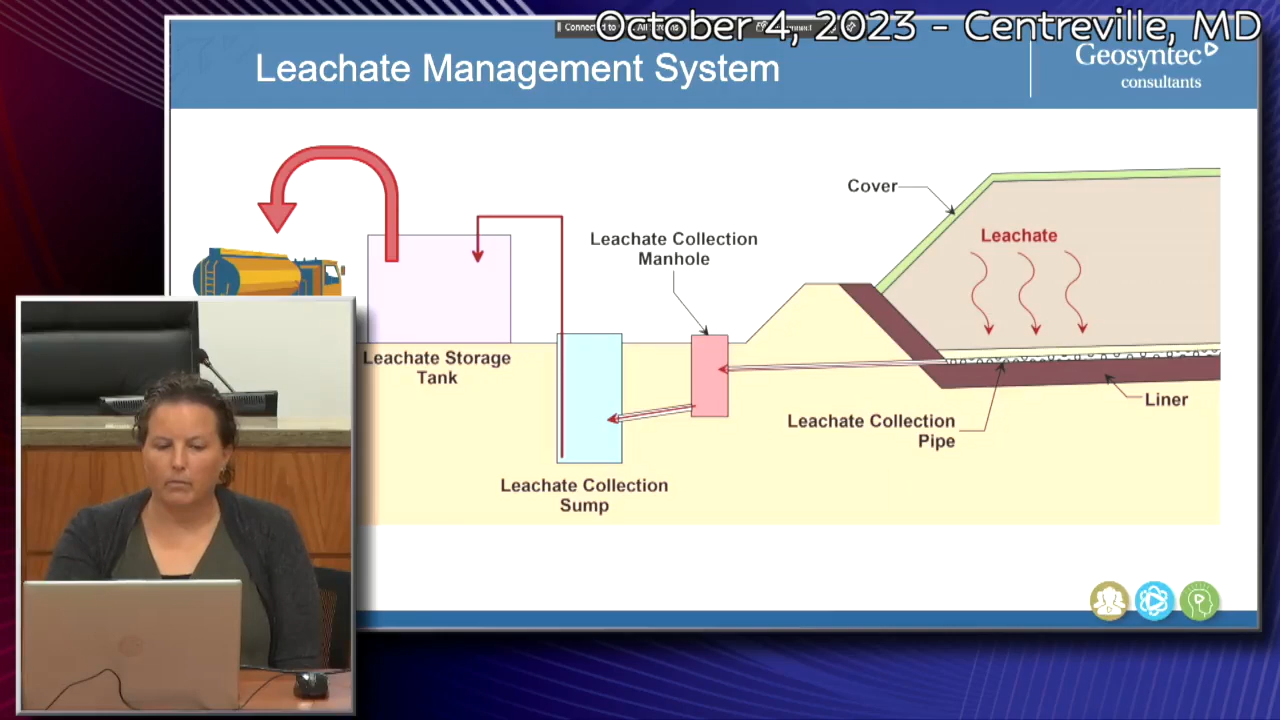 October 4, 2023 - Centreville, MD
Leachate Management System
Geosyntec
consultants
Cover
Leachate
Leachate Collection
Manhole
Leachate Storage
Tank
Liner
Leachate Collection
Pipe
Leachate Collection
Sump